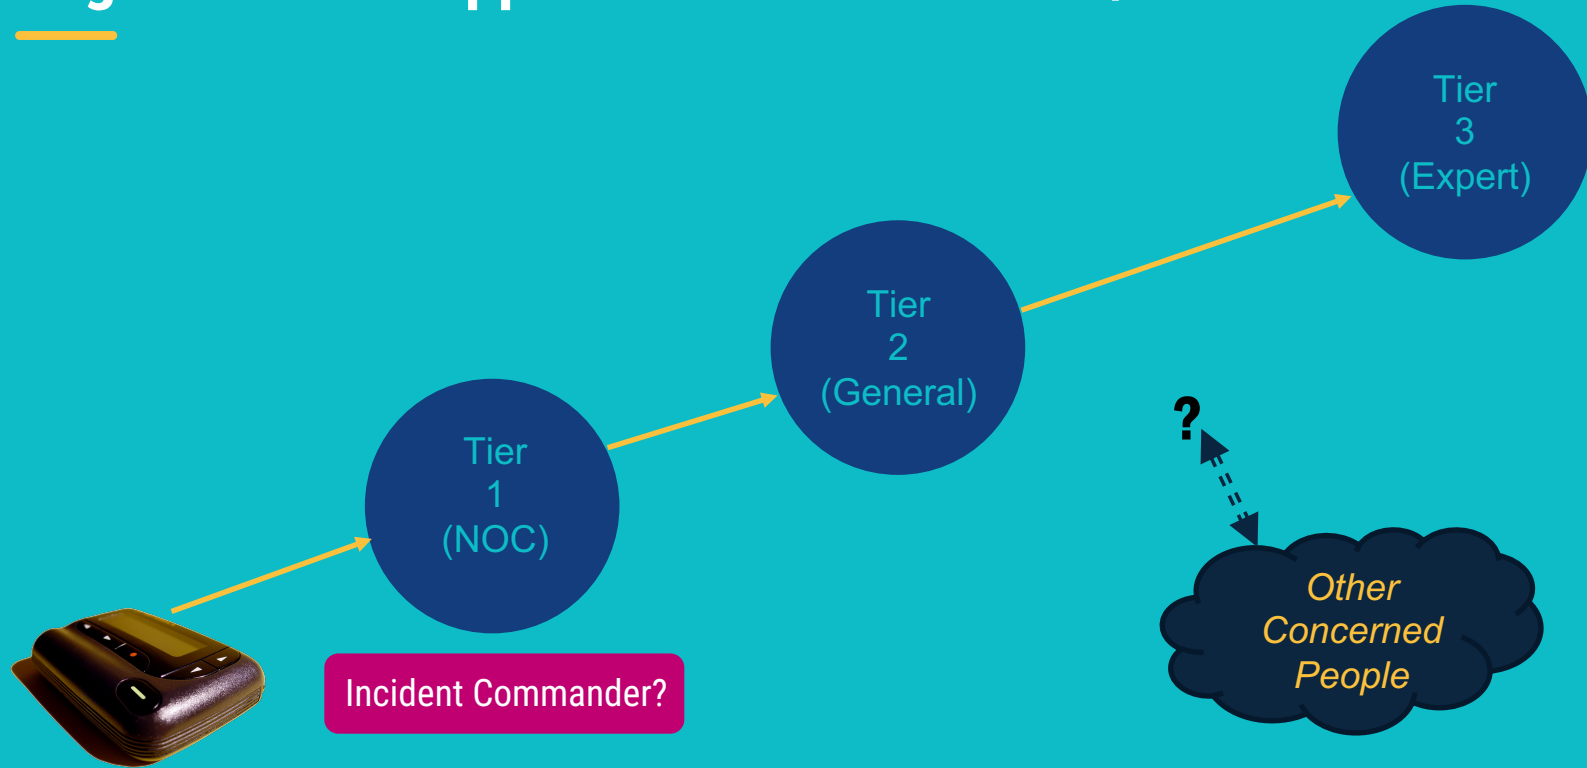 Tier
3
(Expert)
Tier
2
(General)
?
Tier
1
(NOC)
Other
Concerned
People
Incident Commander?